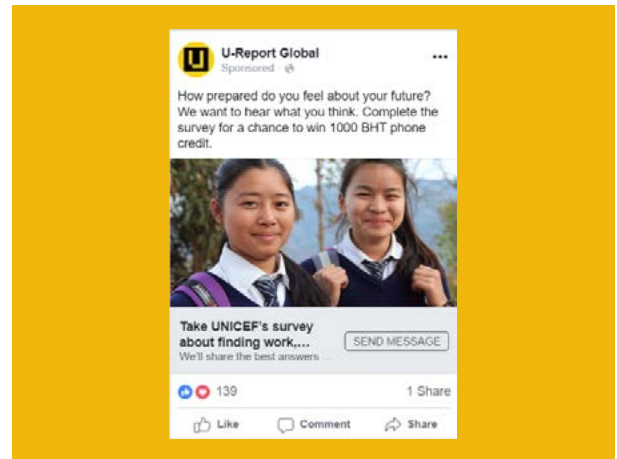 U-Report Global
Sponsored ·
How prepared do you feel about your future?
We want to hear what you think. Complete the
survey for a chance to win 1000 BHT phone
credit.
Take UNICEF's survey
about finding work,...
We'll share the best answers ...
SEND MESSAGE
139
1 Share
Like
Comment
Share